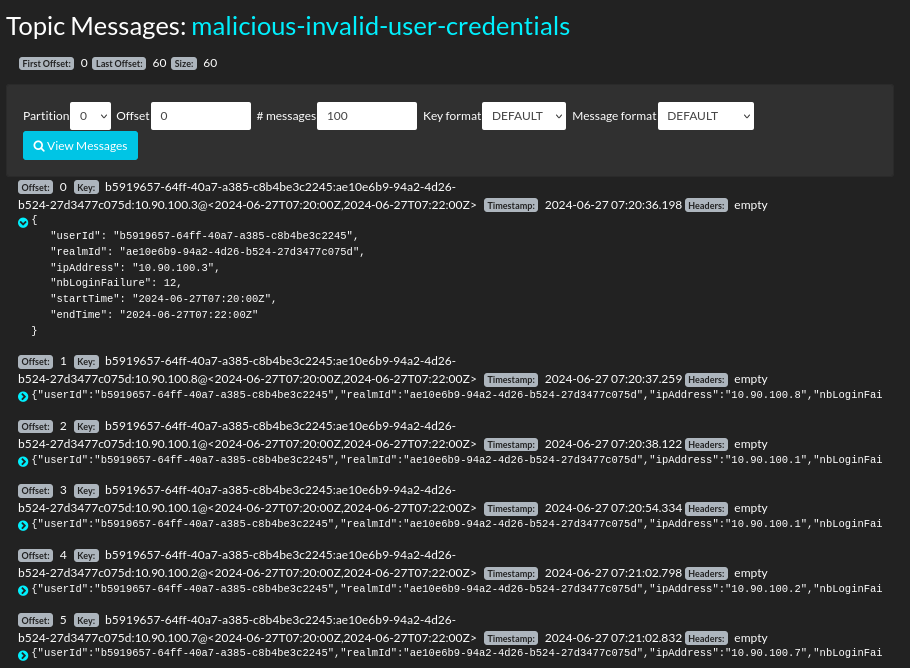 Topic Messages: malicious-invalid-user-credentials
First Offset: 0 Last Offset: 60 Size: 60
Partition 0 Offset 0 # messages 100 Key format DEFAULT Message format DEFAULT
View Messages
Offset: 0 Key: b5919657-64ff-40a7-a385-c8b4be3c2245:ae10e6b9-94a2-4d26-
b524-27d3477c075d:10.90.100.3@<2024-06-27T07:20:00Z,2024-06-27T07:22:00Z> Timestamp: 2024-06-27 07:20:36.198 Headers: empty
{
"userId": "b5919657-64ff-40a7-a385-c8b4be3c2245",
"realmId": "ae10e6b9-94a2-4d26-b524-27d3477c075d",
"ipAddress": "10.90.100.3",
"nbLoginFailure": 12,
"startTime": "2024-06-27T07:20:00Z",
"endTime": "2024-06-27T07:22:00Z"
}
Offset: 1 Key: b5919657-64ff-40a7-a385-c8b4be3c2245:ae10e6b9-94a2-4d26-
b524-27d3477c075d:10.90.100.8@<2024-06-27T07:20:00Z,2024-06-27T07:22:00Z> Timestamp: 2024-06-27 07:20:37.259 Headers: empty
{"userId":"b5919657-64ff-40a7-a385-c8b4be3c2245","realmId":"ae10e6b9-94a2-4d26-b524-27d3477c075d","ipAddress":"10.90.100.8","nbLoginFai
Offset: 2 Key: b5919657-64ff-40a7-a385-c8b4be3c2245:ae10e6b9-94a2-4d26-
b524-27d3477c075d:10.90.100.1@<2024-06-27T07:20:00Z,2024-06-27T07:22:00Z> Timestamp: 2024-06-27 07:20:38.122 Headers: empty
{"userId":"b5919657-64ff-40a7-a385-c8b4be3c2245","realmId":"ae10e6b9-94a2-4d26-b524-27d3477c075d","ipAddress":"10.90.100.1","nbLoginFai
Offset: 3 Key: b5919657-64ff-40a7-a385-c8b4be3c2245:ae10e6b9-94a2-4d26-
b524-27d3477c075d:10.90.100.1@<2024-06-27T07:20:00Z,2024-06-27T07:22:00Z> Timestamp: 2024-06-27 07:20:54.334 Headers: empty
{"userId":"b5919657-64ff-40a7-a385-c8b4be3c2245","realmId":"ae10e6b9-94a2-4d26-b524-27d3477c075d","ipAddress":"10.90.100.1","nbLoginFai
Offset: 4 Key: b5919657-64ff-40a7-a385-c8b4be3c2245:ae10e6b9-94a2-4d26-
b524-27d3477c075d:10.90.100.2@<2024-06-27T07:20:00Z,2024-06-27T07:22:00Z> Timestamp: 2024-06-27 07:21:02.798 Headers: empty
{"userId":"b5919657-64ff-40a7-a385-c8b4be3c2245","realmId":"ae10e6b9-94a2-4d26-b524-27d3477c075d","ipAddress":"10.90.100.2","nbLoginFai
Offset: 5 Key: b5919657-64ff-40a7-a385-c8b4be3c2245:ae10e6b9-94a2-4d26-
b524-27d3477c075d:10.90.100.7@<2024-06-27T07:20:00Z,2024-06-27T07:22:00Z> Timestamp: 2024-06-27 07:21:02.832 Headers: empty
{"userId":"b5919657-64ff-40a7-a385-c8b4be3c2245","realmId":"ae10e6b9-94a2-4d26-b524-27d3477c075d","ipAddress":"10.90.100.7","nbLoginFai